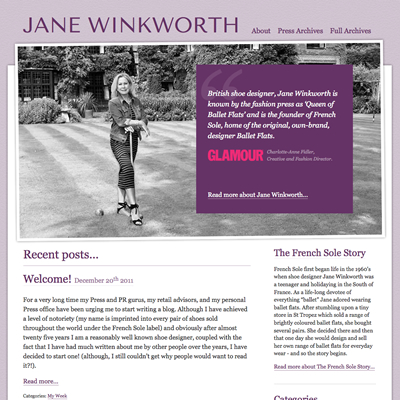 JANE WINKWORTH
About Press Archives Full Archives
British shoe designer, Jane Winkworth is
known by the fashion press as 'Queen of
Ballet Flats' and is the founder of French
Sole, home of the original, own-brand,
designer Ballet Flats.
GLAMOUR
Charlotte-Anne Fidler,
Creative and Fashion Director.
Read more about Jane Winkworth...
Recent posts...
Welcome! December 20th 2011
For a very long time my Press and PR gurus, my retail advisors, and my personal
Press office have been urging me to start writing a blog. Although I have achieved
a level of notoriety (my name is imprinted into every pair of shoes sold
throughout the world under the French Sole label) and obviously after almost
twenty five years I am a reasonably well known shoe designer, coupled with the
fact that I have had much written about me by other people over the years, I have
decided to start one! (although, I still couldn't get why people would want to read
it?!).
Read more...
Categories: My Week
The French Sole Story
French Sole first began life in the 1960's
when shoe designer Jane Winkworth was
a teenager and holidaying in the South of
France. As a life-long devotee of
everything "ballet" Jane adored wearing
ballet flats. After stumbling upon a tiny
store in St Tropez which sold a range of
brightly coloured ballet flats, she bought
several pairs. She decided there and then
that one day she would design and sell
her own range of ballet flats for everyday
wear - and so the story begins.
Read more about The French Sole Story...
Categories